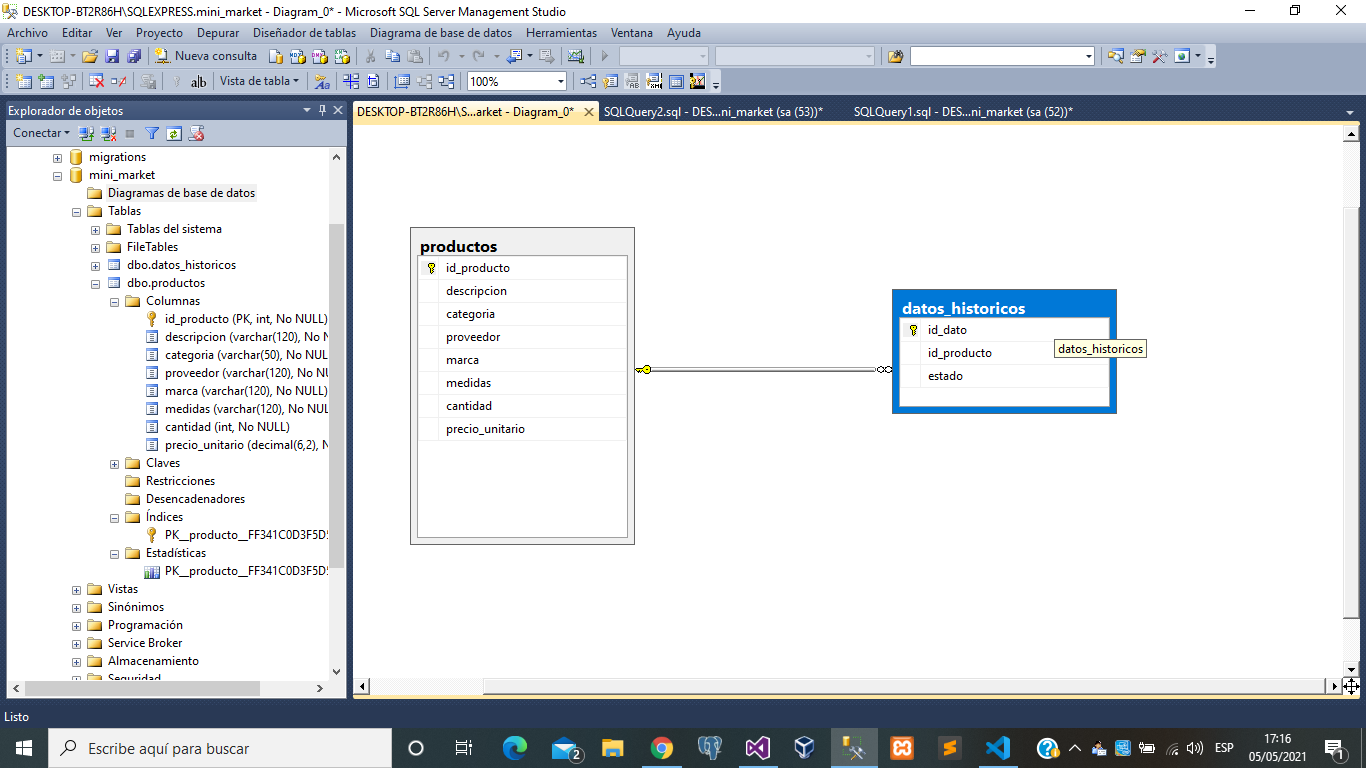 DESKTOP-BT2R86H\SQLEXPRESS.mini_market - Diagram_0* - Microsoft SQL Server Management Studio
Archivo Editar Ver Proyecto Depurar Diseñador de tablas Diagrama de base de datos Herramientas Ventana Ayuda
Nueva consulta
Vista de tabla
100%
Explorador de objetos
Conectar
migrations
mini_market
Diagramas de base de datos
Tablas
Tablas del sistema
FileTables
dbo.datos_historicos
dbo.productos
Columnas
id_producto (PK, int, No NULL)
descripcion (varchar(120), No N
categoria (varchar(50), No NUL
proveedor (varchar(120), No N
marca (varchar(120), No NULL)
medidas (varchar(120), No NUL
cantidad (int, No NULL)
precio_unitario (decimal(6,2), N
Claves
Restricciones
Desencadenadores
Índices
PK__producto__FF341C0D3F5D5
Estadísticas
PK__producto__FF341C0D3F5D5
Vistas
Sinónimos
Programación
Service Broker
Almacenamiento
Seguridad
DESKTOP-BT2R86H\S...arket - Diagram_0* SQLQuery2.sql - DES...ni_market (sa (53))* SQLQuery1.sql - DES...ni_market (sa (52))*
productos
id_producto
descripcion
categoria
proveedor
marca
medidas
cantidad
precio_unitario
datos_historicos
id_dato
id_producto
estado
datos_historicos
Listo
Escribe aquí para buscar
2
ESP
17:16
05/05/2021
1